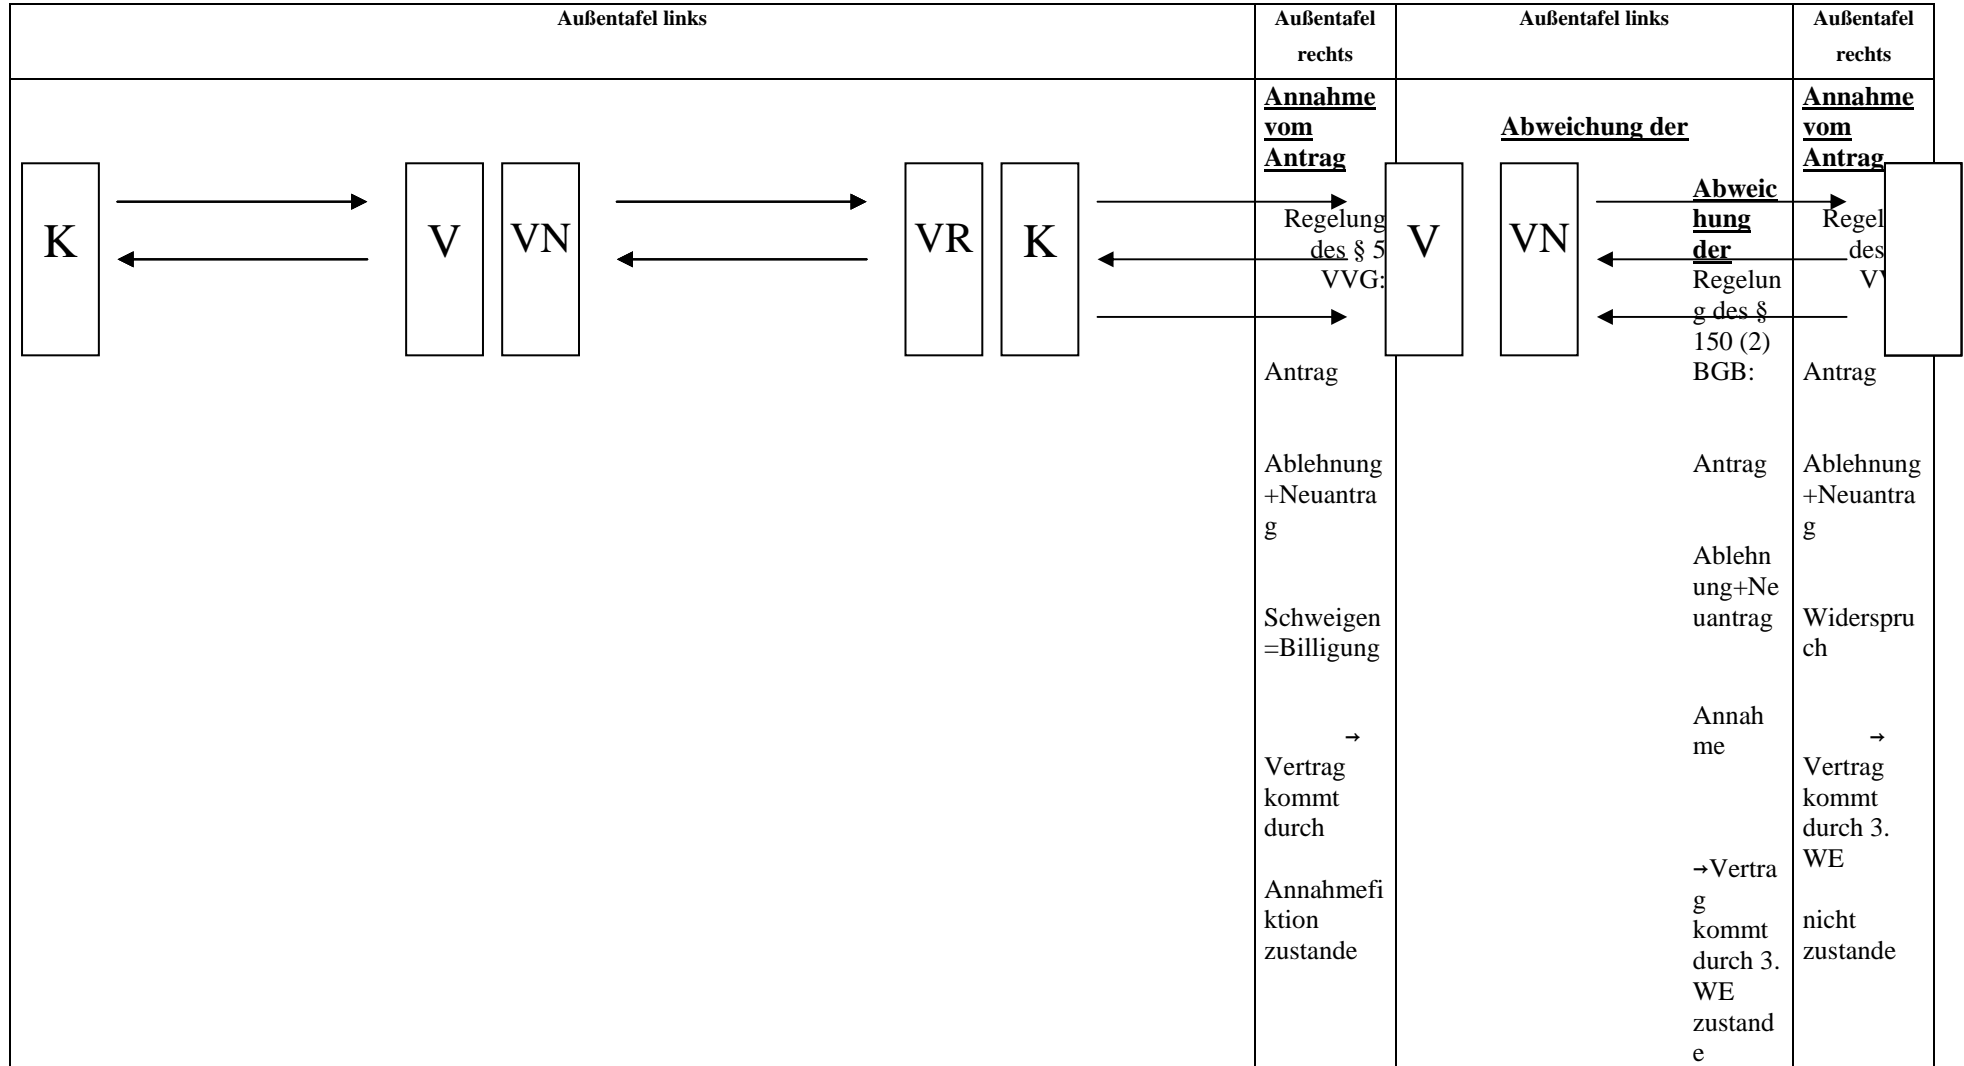 Außentafel links
Außentafel
rechts
Außentafel links
Außentafel
rechts
K
V
VN
VR
K
Annahme
vom
Antrag
Regelung
des § 5
VVG:
Antrag
Ablehnung
+Neuantra
g
Schweigen
=Billigung
→
Vertrag
kommt
durch
Annahmefi
ktion
zustande
V
Abweichung der
VN
Abweic
hung
der
Regelun
g des §
150 (2)
BGB:
Antrag
Ablehn
ung+Ne
uantrag
Annah
me
→Vertra
g
kommt
durch 3.
WE
zustand
e
Annahme
vom
Antrag
Regel
des
Antrag
Ablehnung
+Neuantra
g
Widerspru
ch
→
Vertrag
kommt
durch 3.
WE
nicht
zustande